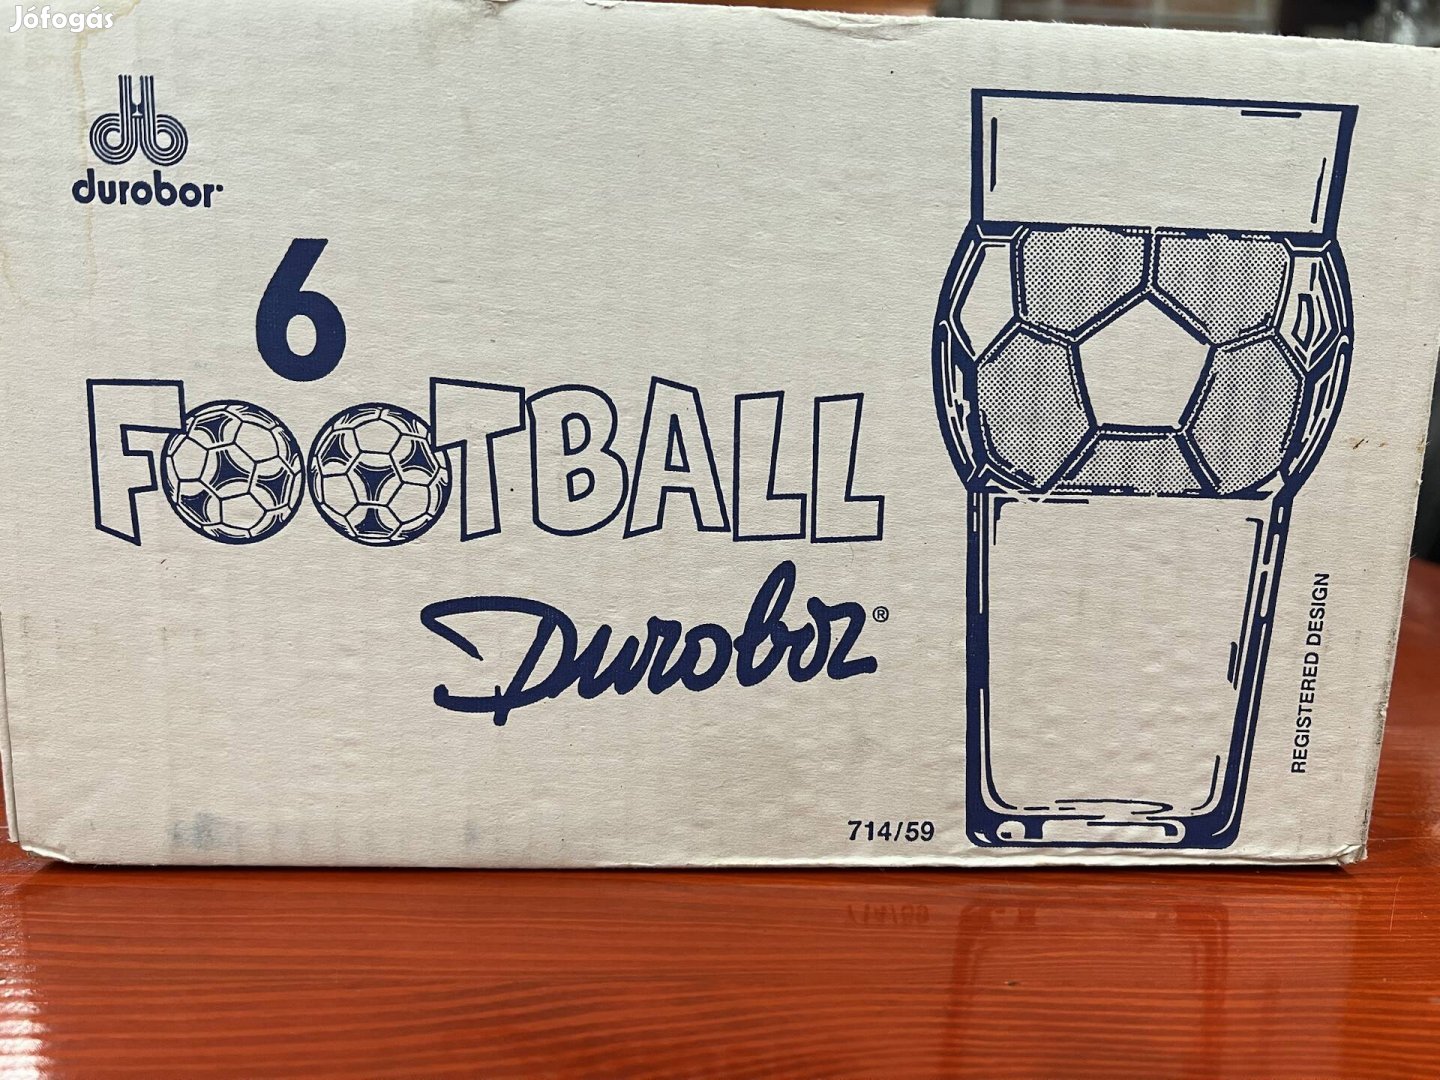 Jófogás
durobor
6
FOOTBALL
Durobor®
714/59
REGISTERED DESIGN